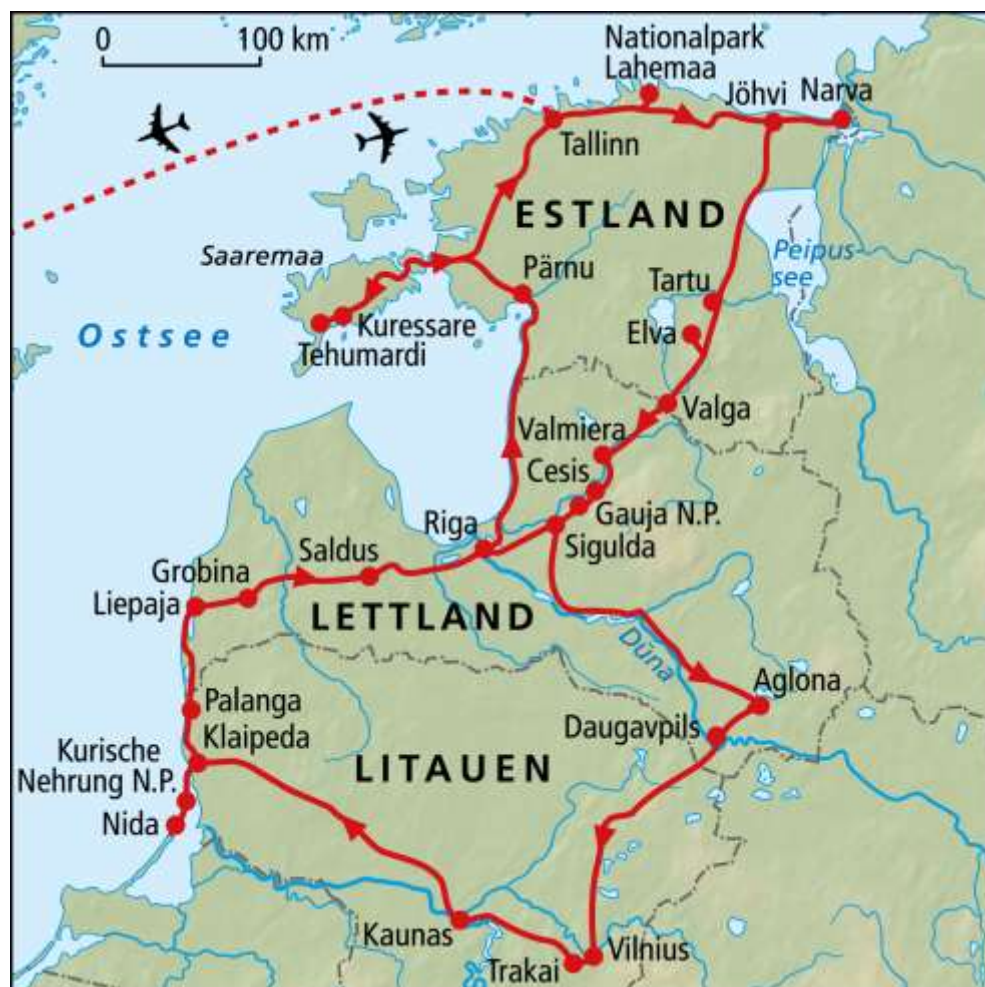 0 100 km
Nationalpark
Lahemaa
Jöhvi
Narva
Tallinn
ESTLAND
Saaremaa
Pärnu
Peipus-
see
Tartu
Ostsee
Kuressare
Tehumardi
Elva
Valga
Valmiera
Cesis
Gauja N.P.
Riga
Sigulda
Saldus
Grobina
Liepaja
LETTLAND
Düna
Aglona
Palanga
Daugavpils
Klaipeda
Kurische
Nehrung N.P.
LITAUEN
Nida
Kaunas
Vilnius
Trakai